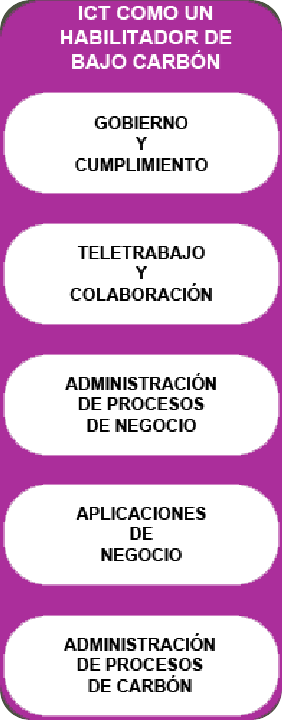 ICT COMO UN
HABILITADOR DE
BAJO CARBÓN
GOBIERNO
Y
CUMPLIMIENTO
TELETRABAJO
Y
COLABORACIÓN
ADMINISTRACIÓN
DE PROCESOS
DE NEGOCIO
APLICACIONES
DE
NEGOCIO
ADMINISTRACIÓN
DE PROCESOS
DE CARBÓN